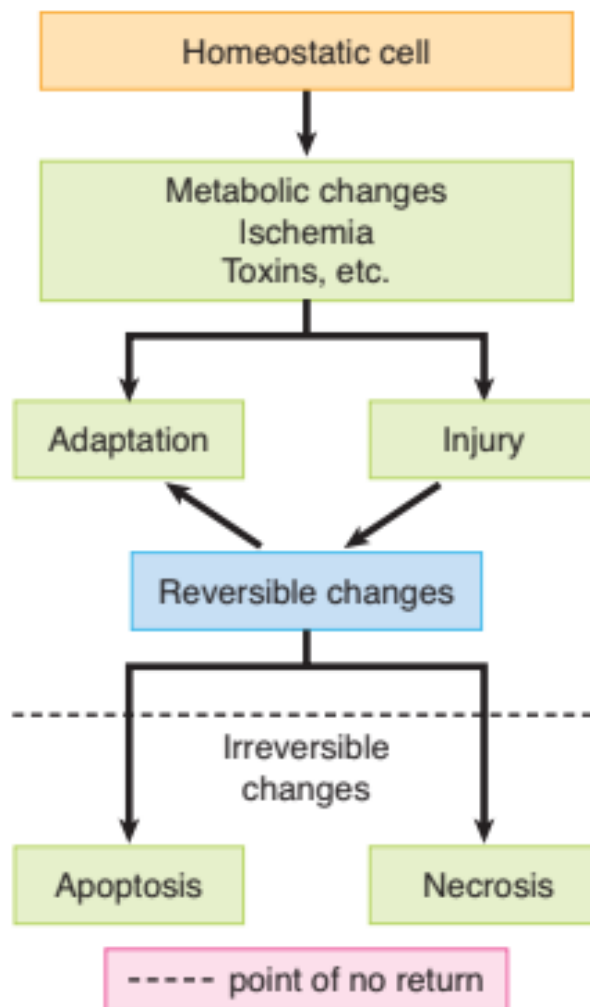 Homeostatic cell
Metabolic changes
Ischemia
Toxins, etc.
Adaptation
Injury
Reversible changes
Irreversible
changes
Apoptosis
Necrosis
point of no return